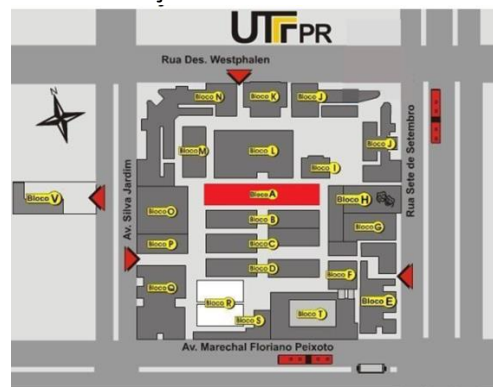 UTFPR
Rua Des. Westphalen
N
Bloco N
Bloco K
Bloco J
Bloco M
Bloco L
Bloco J
Bloco I
Bloco A
Bloco V
Av. Silva Jardim
Rua Sete de Setembro
Bloco O
Bloco B
Bloco H
Bloco G
Bloco P
Bloco C
Bloco D
Bloco F
Bloco Q
Bloco R
Bloco E
Bloco S
Bloco T
Av. Marechal Floriano Peixoto